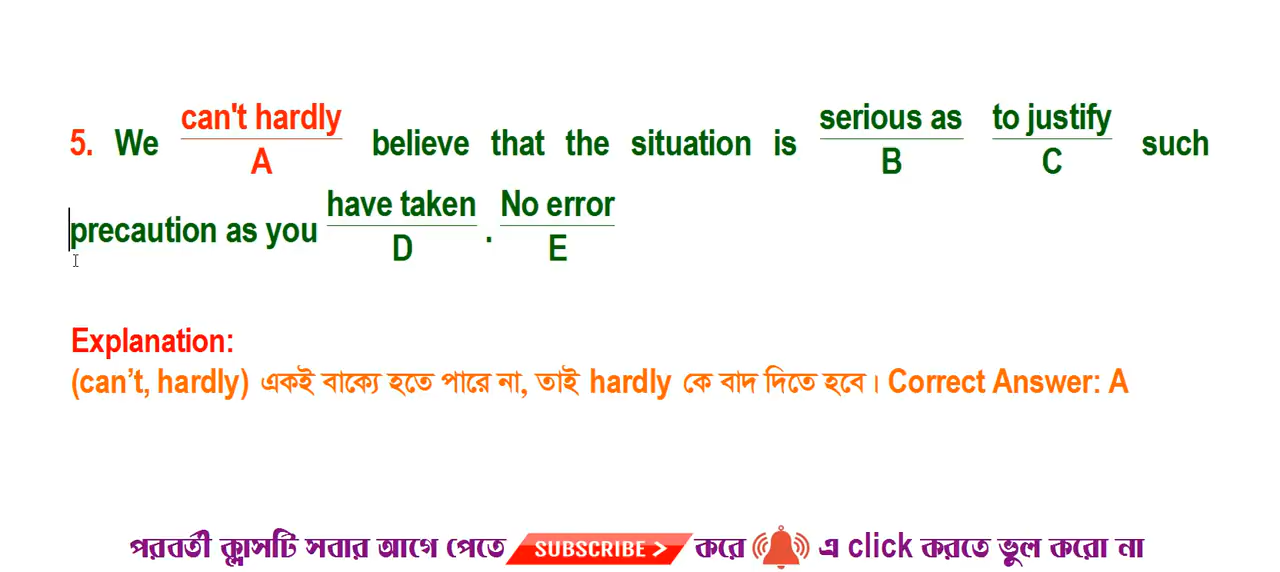 can't hardly serious as to justify
5. We believe that the situation is such
A B C
have taken No error
precaution as you .
D E
Explanation:
(can’t, hardly) একই বাক্যে হতে পারে না, তাই hardly কে বাদ দিতে হবে। Correct Answer: A
পরবর্তী ক্লাসটি সবার আগে পেতে SUBSCRIBE > করে এ click করতে ভুল করো না